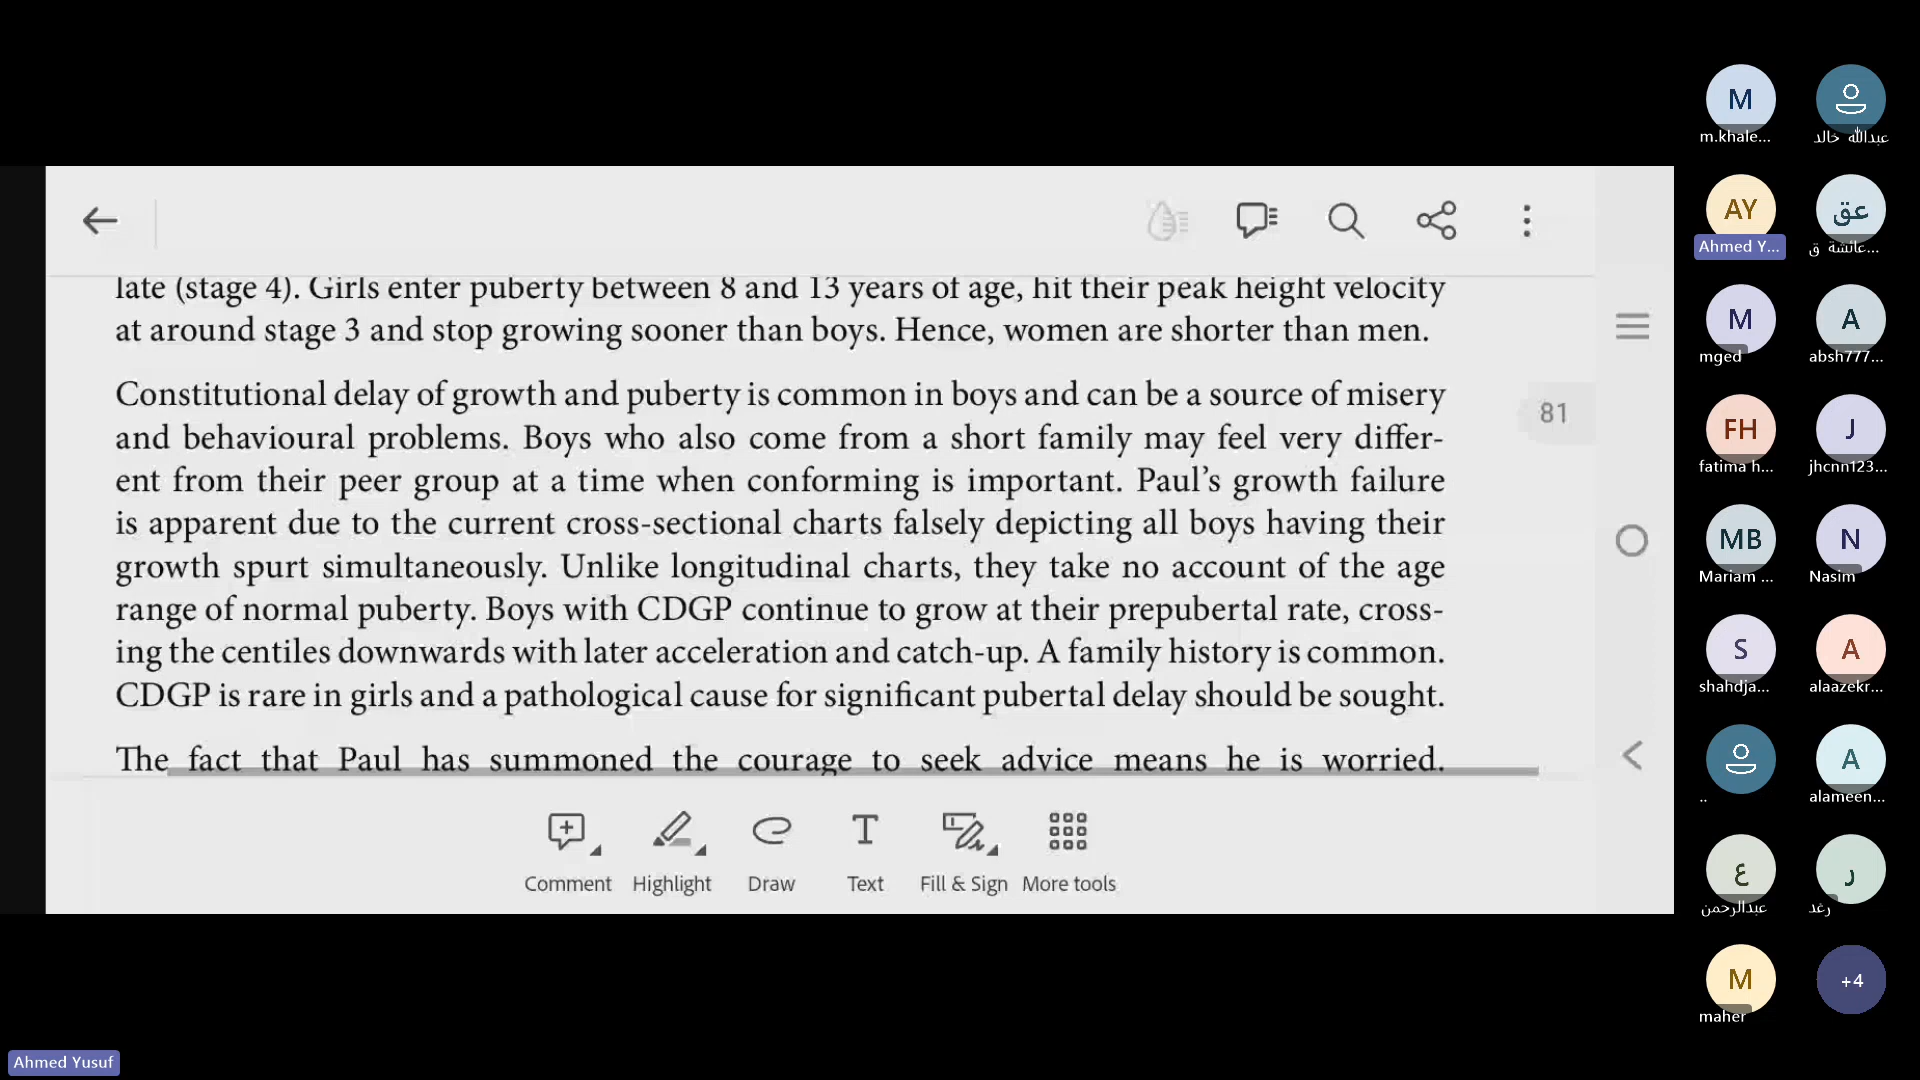 late (stage 4). Girls enter puberty between 8 and 13 years of age, hit their peak height velocity
at around stage 3 and stop growing sooner than boys. Hence, women are shorter than men.
Constitutional delay of growth and puberty is common in boys and can be a source of misery
and behavioural problems. Boys who also come from a short family may feel very differ-
ent from their peer group at a time when conforming is important. Paul’s growth failure
is apparent due to the current cross-sectional charts falsely depicting all boys having their
growth spurt simultaneously. Unlike longitudinal charts, they take no account of the age
range of normal puberty. Boys with CDGP continue to grow at their prepubertal rate, cross-
ing the centiles downwards with later acceleration and catch-up. A family history is common.
CDGP is rare in girls and a pathological cause for significant pubertal delay should be sought.
The fact that Paul has summoned the courage to seek advice means he is worried.
81
Comment Highlight Draw Text Fill & Sign More tools
M
m.khale...
عبدالله خالد
AY
Ahmed Y...
عق
عائشة ق...
M
mged
A
absh777...
FH
fatima h...
J
jhcnn123...
MB
Mariam ...
N
Nasim
S
shahdja...
A
alaazekr...
..
A
alameen...
ع
عبدالرحمن
ر
رغد
M
maher
+4
Ahmed Yusuf